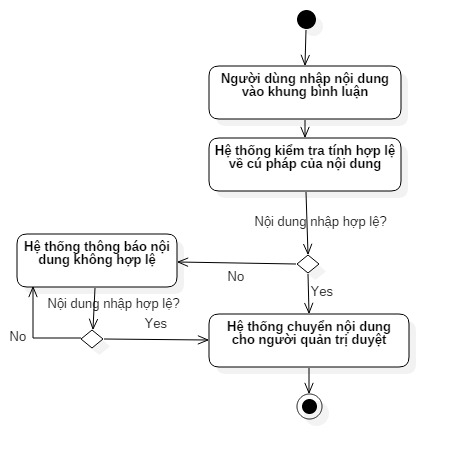 Người dùng nhập nội dung
vào khung bình luận
Hệ thống kiểm tra tính hợp lệ
về cú pháp của nội dung
Nội dung nhập hợp lệ?
Hệ thống thông báo nội
dung không hợp lệ
No
Yes
Nội dung nhập hợp lệ?
Yes
No
Hệ thống chuyển nội dung
cho người quản trị duyệt